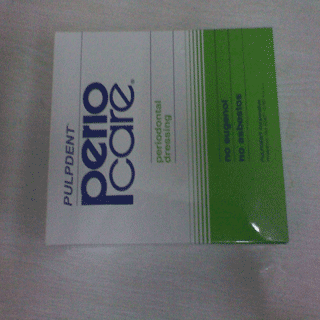 PULPDENT
perio
care®
periodontal
dressing
no eugenol
no asbestos